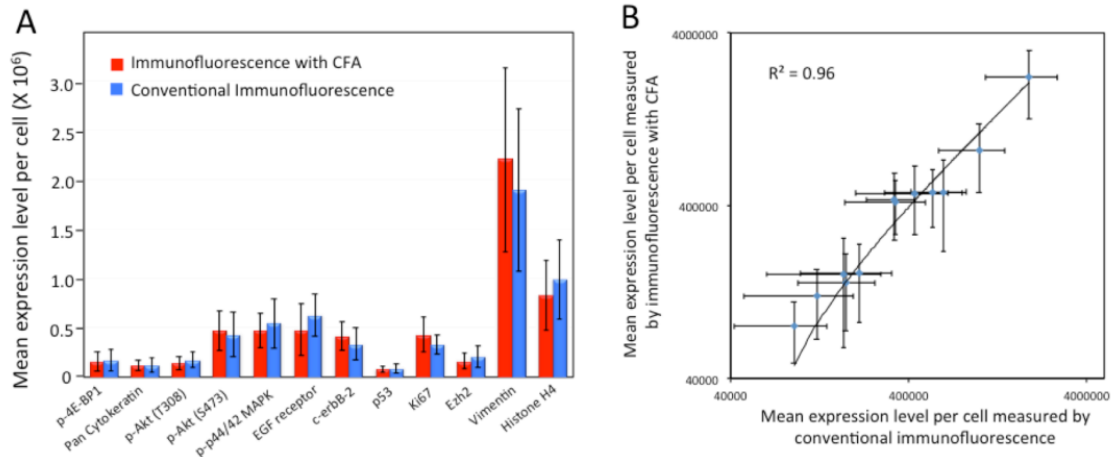 A
Mean expression level per cell (X 10⁶)
Immunofluorescence with CFA
Conventional Immunofluorescence
3.0
2.5
2.0
1.5
1.0
0.5
0
p-4E-BP1
Pan Cytokeratin
p-Akt (T308)
p-Akt (S473)
p-p44/42 MAPK
EGF receptor
c-erbB-2
p53
Ki67
Ezh2
Vimentin
Histone H4
B
Mean expression level per cell measured
by immunofluorescence with CFA
4000000
R² = 0.96
400000
40000
40000
400000
4000000
Mean expression level per cell measured by
conventional immunofluorescence